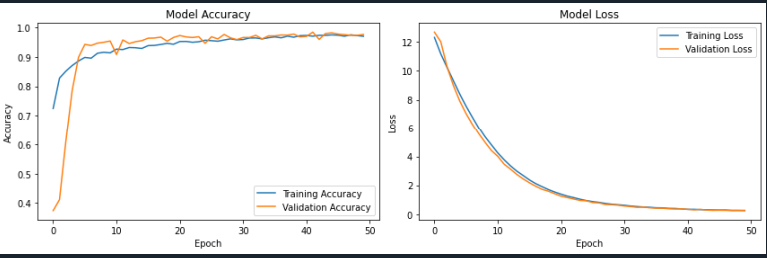 Model Accuracy
1.0
0.9
0.8
0.7
0.6
0.5
0.4
Accuracy
0 10 20 30 40 50
Epoch
Training Accuracy
Validation Accuracy
Model Loss
12
10
8
6
4
2
0
Loss
0 10 20 30 40 50
Epoch
Training Loss
Validation Loss